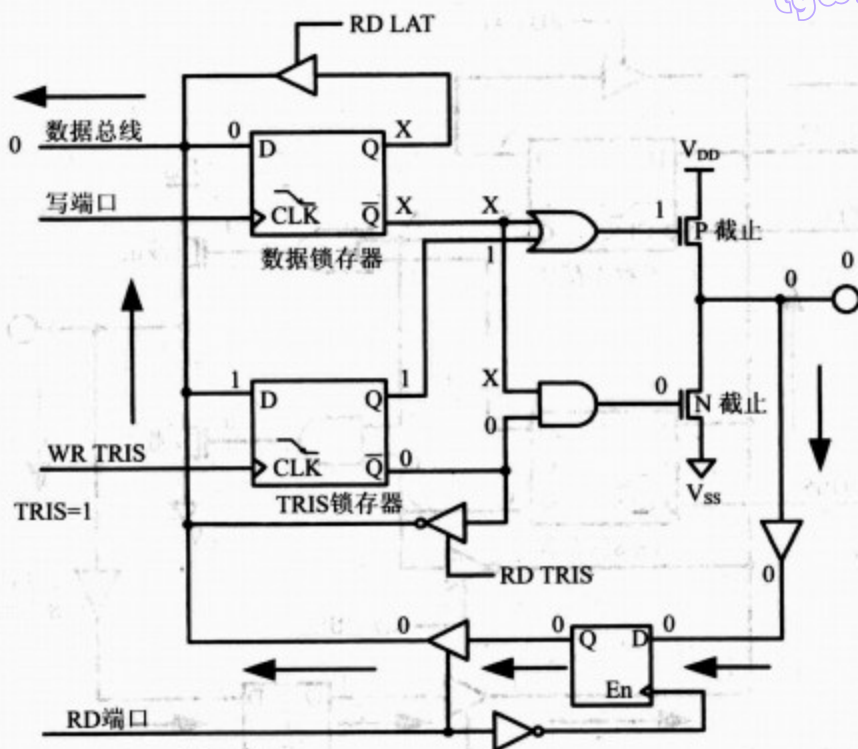 RD LAT
0 数据总线 0 D Q X
VDD
写端口 CLK Q̅ X X 1 P 截止
数据锁存器 1
0 0
1 D Q 1 X 0 N 截止
0
WR TRIS CLK Q̅ 0
TRIS=1 TRIS锁存器 VSS
RD TRIS
0
0 0 Q D 0
En
RD端口